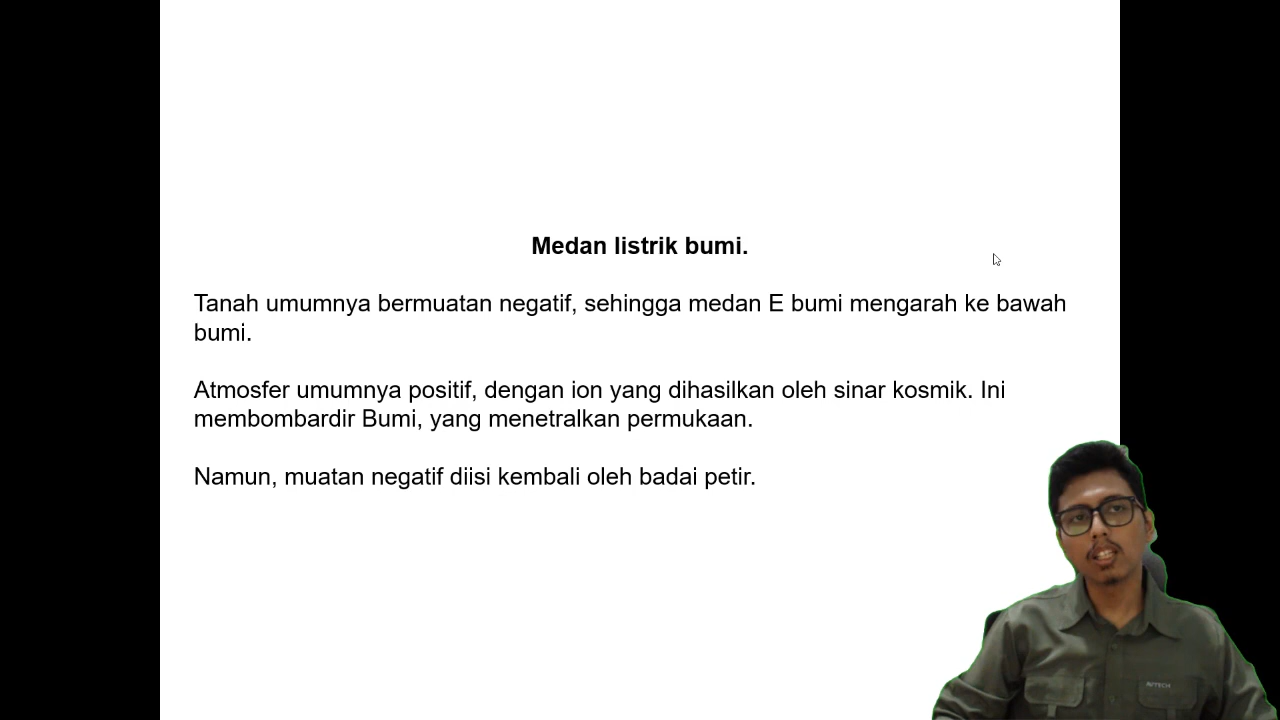 Medan listrik bumi.
Tanah umumnya bermuatan negatif, sehingga medan E bumi mengarah ke bawah
bumi.
Atmosfer umumnya positif, dengan ion yang dihasilkan oleh sinar kosmik. Ini
membombardir Bumi, yang menetralkan permukaan.
Namun, muatan negatif diisi kembali oleh badai petir.